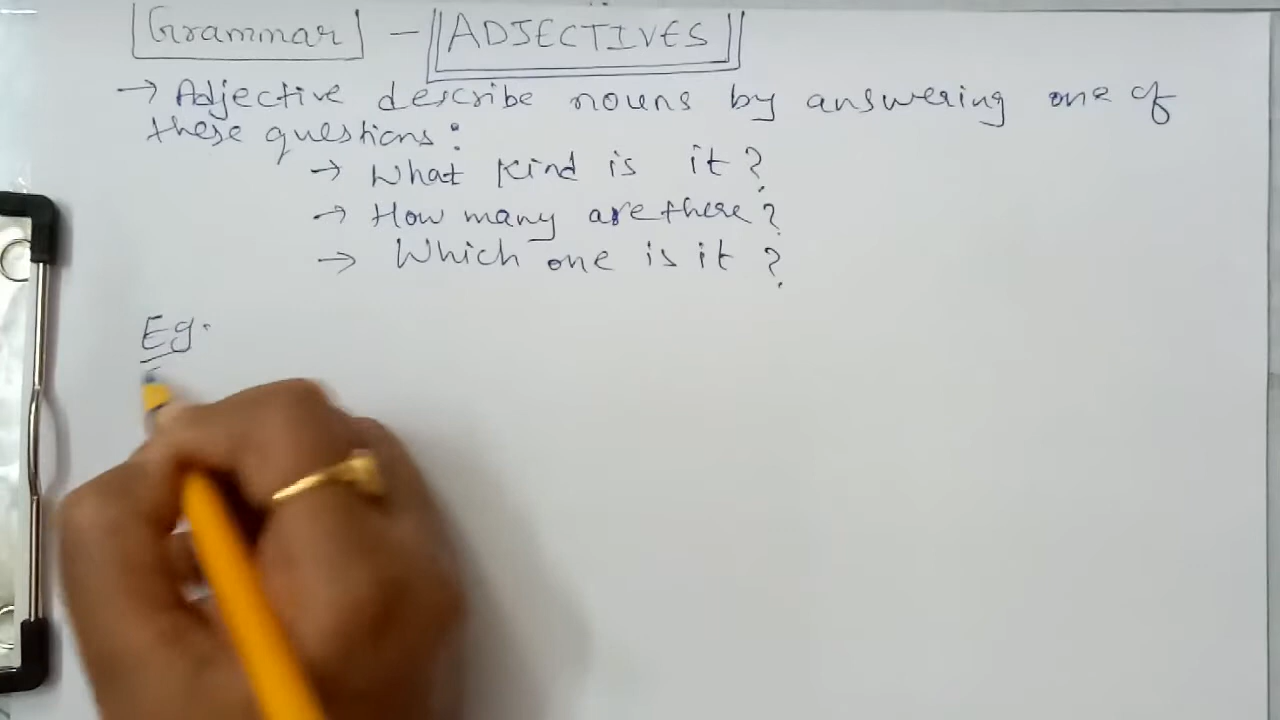 Grammar - ADJECTIVES
→ Adjective describe nouns by answering one of
these questions:
→ What kind is it?
→ How many are there?
→ Which one is it?
Eg.